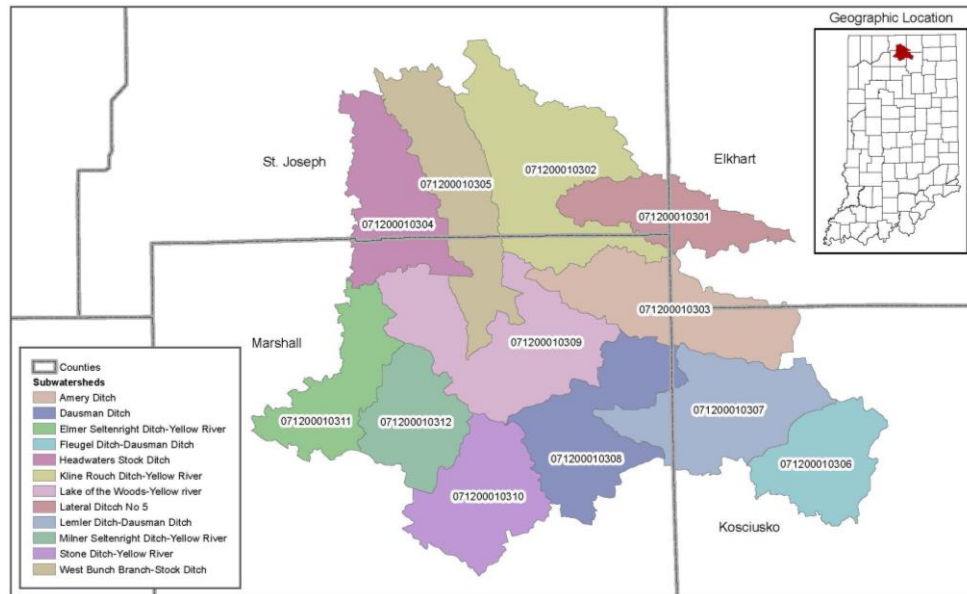 Geographic Location
St. Joseph
Elkhart
071200010302
071200010305
071200010301
071200010304
071200010303
Marshall
071200010309
071200010307
071200010311
071200010312
071200010308
071200010306
071200010310
Kosciusko
Counties
Subwatersheds
Amery Ditch
Dausman Ditch
Elmer Seltenright Ditch-Yellow River
Fleugel Ditch-Dausman Ditch
Headwaters Stock Ditch
Kline Rouch Ditch-Yellow River
Lake of the Woods-Yellow river
Lateral Ditcch No 5
Lemler Ditch-Dausman Ditch
Milner Seltenright Ditch-Yellow River
Stone Ditch-Yellow River
West Bunch Branch-Stock Ditch